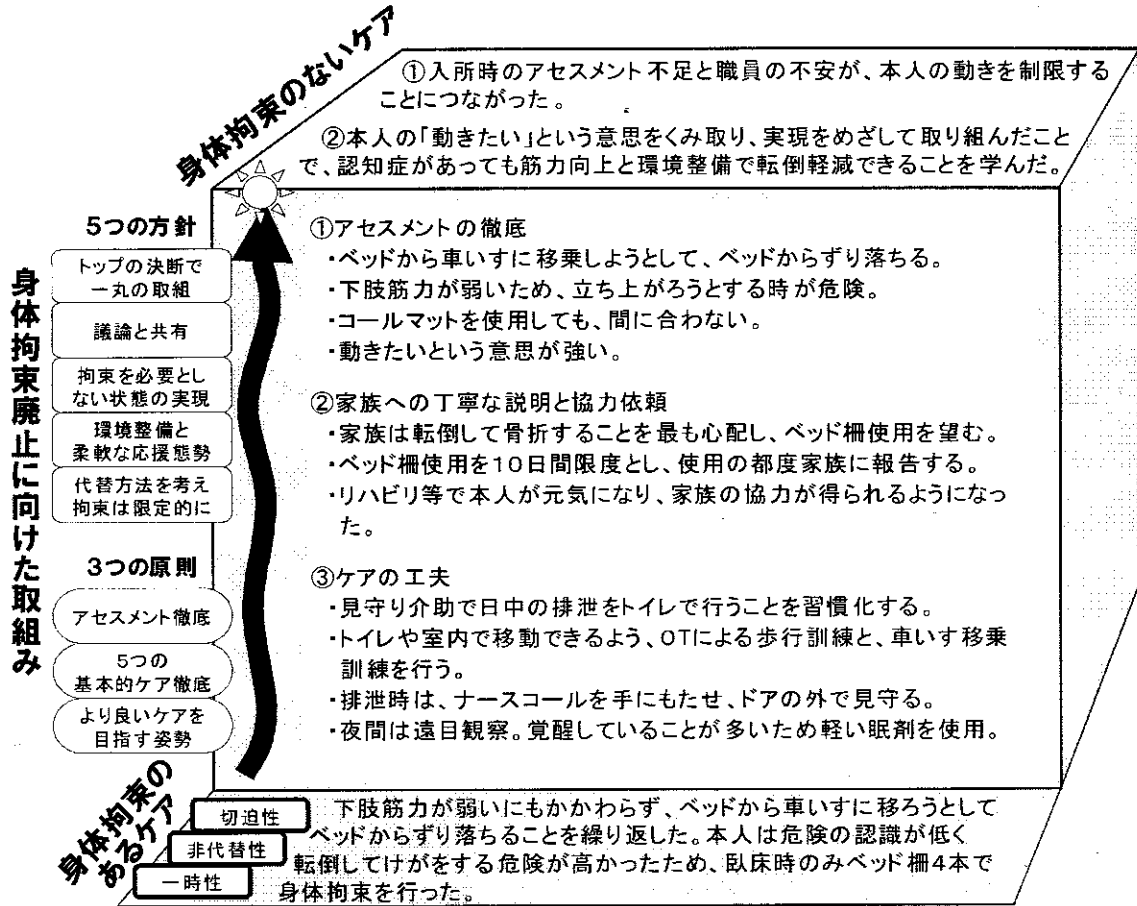 身体拘束のないケア
①入所時のアセスメント不足と職員の不安が、本人の動きを制限する
ことにつながった。
②本人の「動きたい」という意思をくみ取り、実現をめざして取り組んだこと
で、認知症があっても筋力向上と環境整備で転倒軽減できることを学んだ。
身体拘束廃止に向けた取組み
5つの方針
トップの決断で
一丸の取組
議論と共有
拘束を必要とし
ない状態の実現
環境整備と
柔軟な応援態勢
代替方法を考え
拘束は限定的に
3つの原則
アセスメント徹底
5つの
基本的ケア徹底
より良いケアを
目指す姿勢
①アセスメントの徹底
・ベッドから車いすに移乗しようとして、ベッドからずり落ちる。
・下肢筋力が弱いため、立ち上がろうとする時が危険。
・コールマットを使用しても、間に合わない。
・動きたいという意思が強い。
②家族への丁寧な説明と協力依頼
・家族は転倒して骨折することを最も心配し、ベッド柵使用を望む。
・ベッド柵使用を10日間限度とし、使用の都度家族に報告する。
・リハビリ等で本人が元気になり、家族の協力が得られるようになっ
た。
③ケアの工夫
・見守り介助で日中の排泄をトイレで行うことを習慣化する。
・トイレや室内で移動できるよう、OTによる歩行訓練と、車いす移乗
訓練を行う。
・排泄時は、ナースコールを手にもたせ、ドアの外で見守る。
・夜間は遠目観察。覚醒していることが多いため軽い眠剤を使用。
身体拘束の
あるケア
切迫性
非代替性
一時性
下肢筋力が弱いにもかかわらず、ベッドから車いすに移ろうとして
ベッドからずり落ちることを繰り返した。本人は危険の認識が低く
転倒してけがをする危険が高かったため、臥床時のみベッド柵4本で
身体拘束を行った。